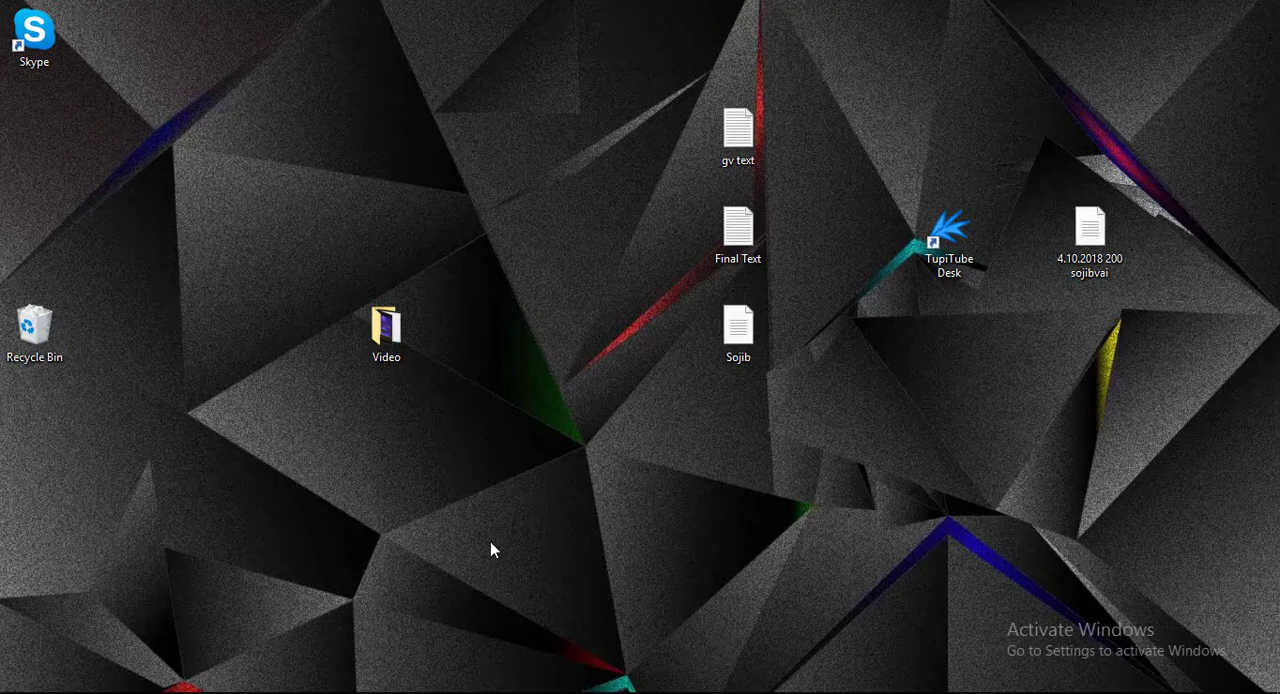 Skype
gv text
Final Text
TupiTube
Desk
4.10.2018 200
sojibvai
Recycle Bin
Video
Sojib
Activate Windows
Go to Settings to activate Windows.